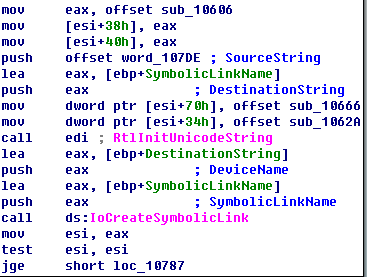 mov eax, offset sub_10606
mov [esi+38h], eax
mov [esi+40h], eax
push offset word_107DE ; SourceString
lea eax, [ebp+SymbolicLinkName]
push eax ; DestinationString
mov dword ptr [esi+70h], offset sub_10666
mov dword ptr [esi+34h], offset sub_1062A
call edi ; RtlInitUnicodeString
lea eax, [ebp+DestinationString]
push eax ; DeviceName
lea eax, [ebp+SymbolicLinkName]
push eax ; SymbolicLinkName
call ds:IoCreateSymbolicLink
mov esi, eax
test esi, esi
jge short loc_10787